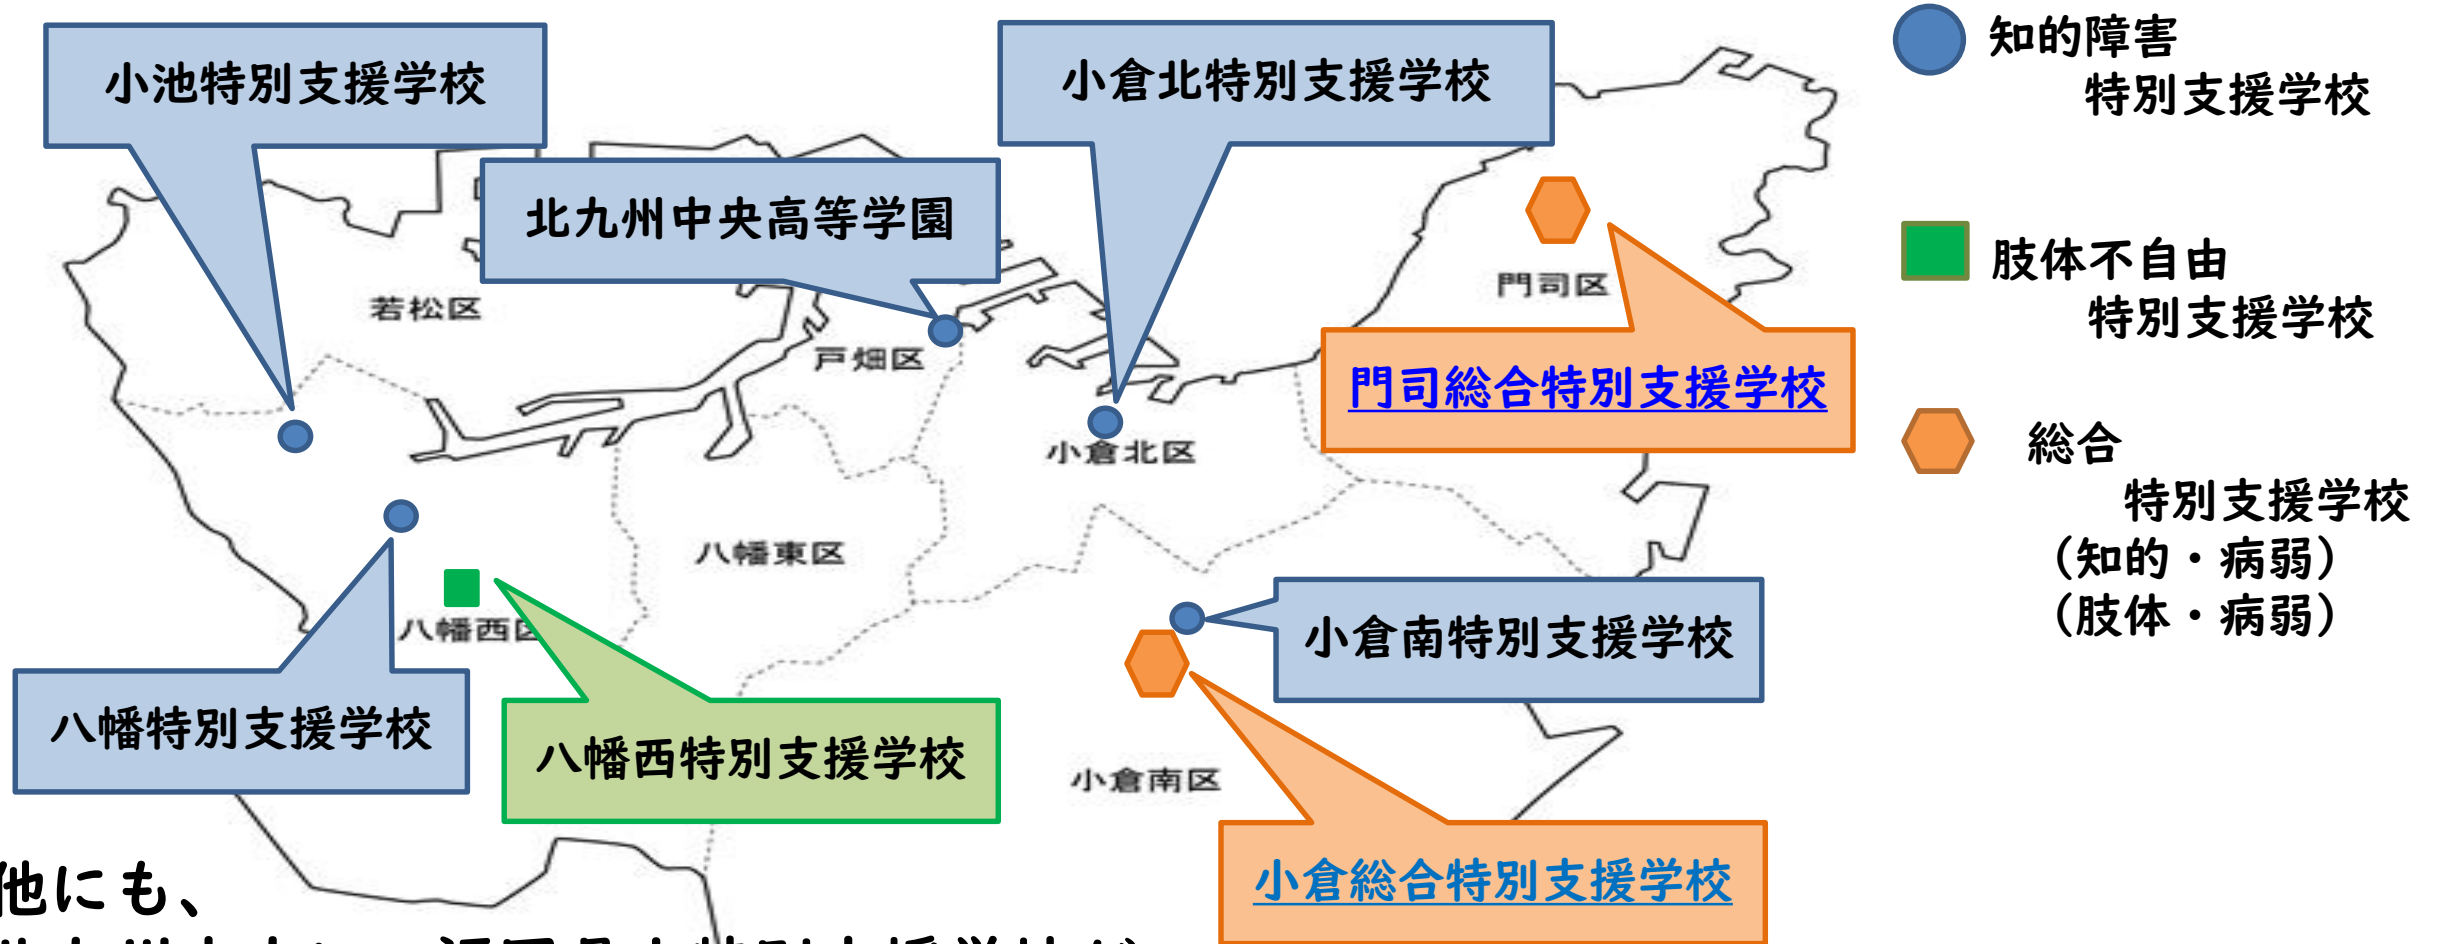 小池特別支援学校
小倉北特別支援学校
北九州中央高等学園
若松区
戸畑区
門司区
門司総合特別支援学校
小倉北区
八幡東区
八幡西区
小倉南特別支援学校
八幡特別支援学校
八幡西特別支援学校
小倉南区
小倉総合特別支援学校
知的障害
特別支援学校
肢体不自由
特別支援学校
総合
特別支援学校
(知的・病弱)
(肢体・病弱)
他にも、